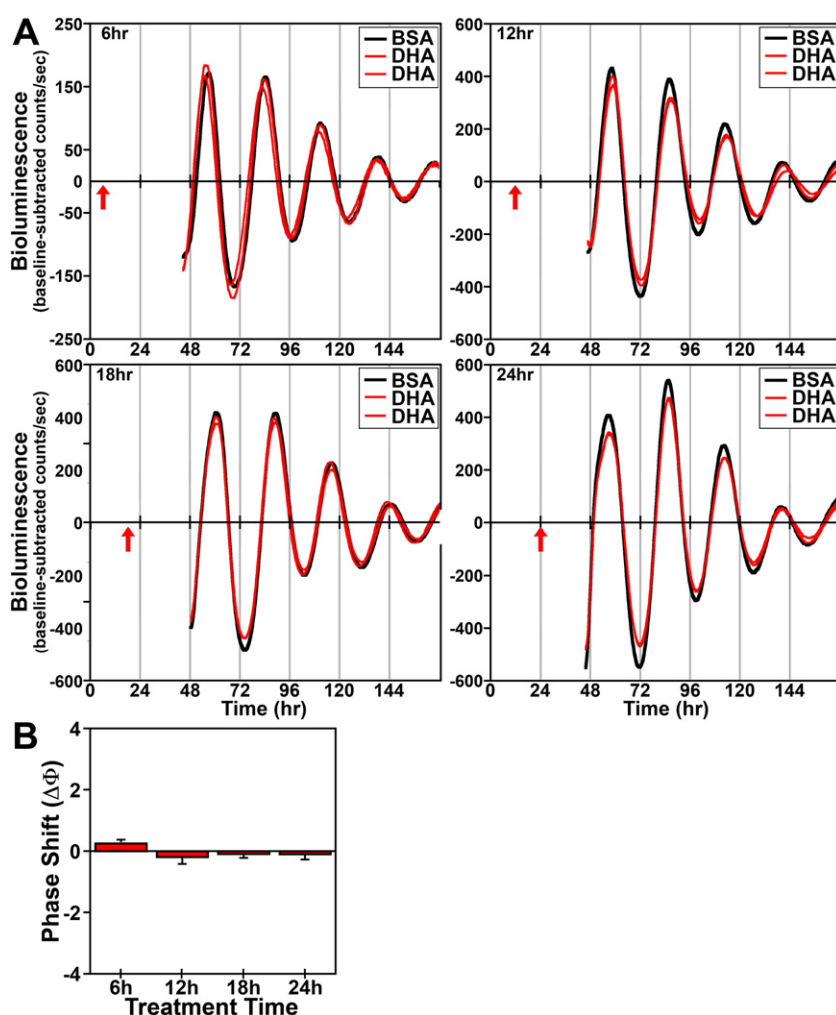 A
6hr
BSA
DHA
DHA
250
150
50
0
-50
-150
-250
0 24 48 72 96 120 144
Bioluminescence
(baseline-subtracted counts/sec)
12hr
BSA
DHA
DHA
600
400
200
0
-200
-400
-600
0 24 48 72 96 120 144
18hr
BSA
DHA
DHA
600
400
200
0
-200
-400
-600
0 24 48 72 96 120 144
Bioluminescence
(baseline-subtracted counts/sec)
Time (hr)
24hr
BSA
DHA
DHA
600
400
200
0
-200
-400
-600
0 24 48 72 96 120 144
Time (hr)
B
4
2
0
-2
-4
Phase Shift (ΔΦ)
6h 12h 18h 24h
Treatment Time